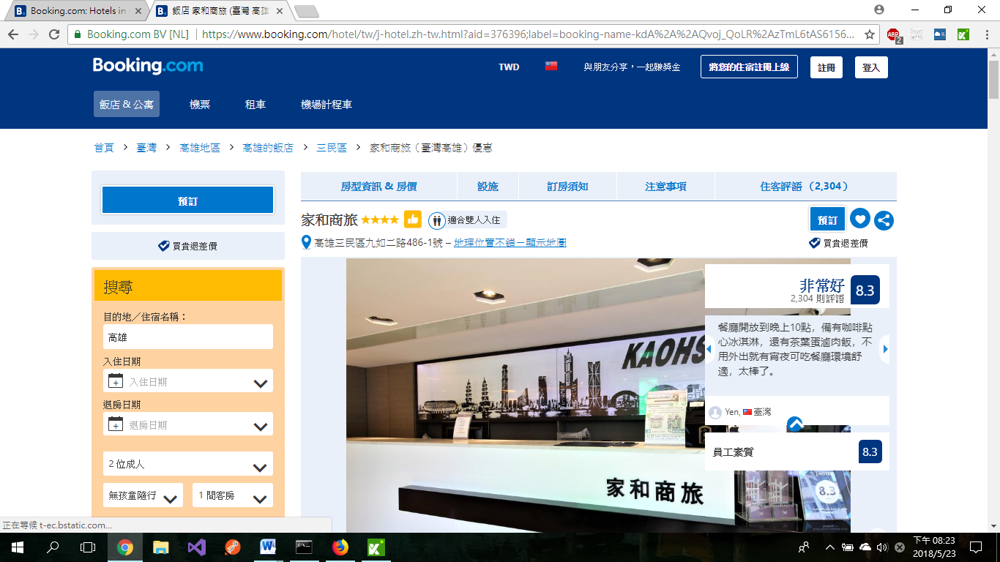 Booking.com: Hotels in
飯店 家和商旅 (臺灣 高雄
Booking.com BV [NL] | https://www.booking.com/hotel/tw/j-hotel.zh-tw.html?aid=376396;label=booking-name-kdA%2A%2AQvoj_QoLR%2AzTmL6tAS6156...
ABP
2
Booking.com
TWD
與朋友分享，一起賺獎金
將您的住宿註冊上線
註冊
登入
飯店 & 公寓
機票
租車
機場計程車
首頁 > 臺灣 > 高雄地區 > 高雄的飯店 > 三民區 > 家和商旅（臺灣高雄）優惠
預訂
買貴退差價
搜尋
目的地／住宿名稱：
高雄
入住日期
入住日期
退房日期
退房日期
2 位成人
無孩童隨行
1 間客房
房型資訊 & 房價
設施
訂房須知
注意事項
住客評語（2,304）
家和商旅
適合雙人入住
預訂
高雄三民區九如二路486-1號 – 地理位置不錯－顯示地圖
買貴退差價
KAOHS
家和商旅
非常好
8.3
2,304 則評語
餐廳開放到晚上10點，備有咖啡點
心冰淇淋，還有茶葉蛋滷肉飯，不
用外出就有宵夜可吃餐廳環境舒
適，太棒了。
Yen, 臺灣
員工素質
8.3
8.3
正在等候 t-ec.bstatic.com...
下午 08:23
2018/5/23